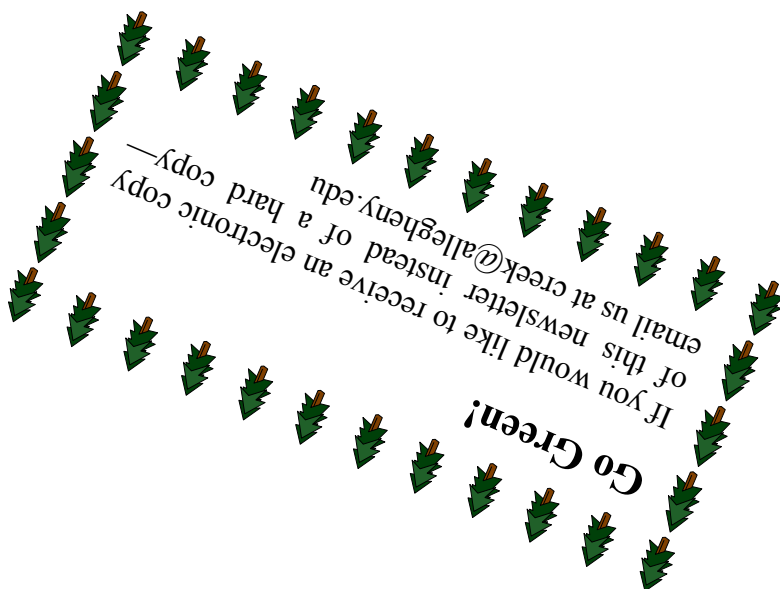 Go Green!
If you would like to receive an electronic copy
of this newsletter instead of a hard copy—
email us at creek@allegheny.edu